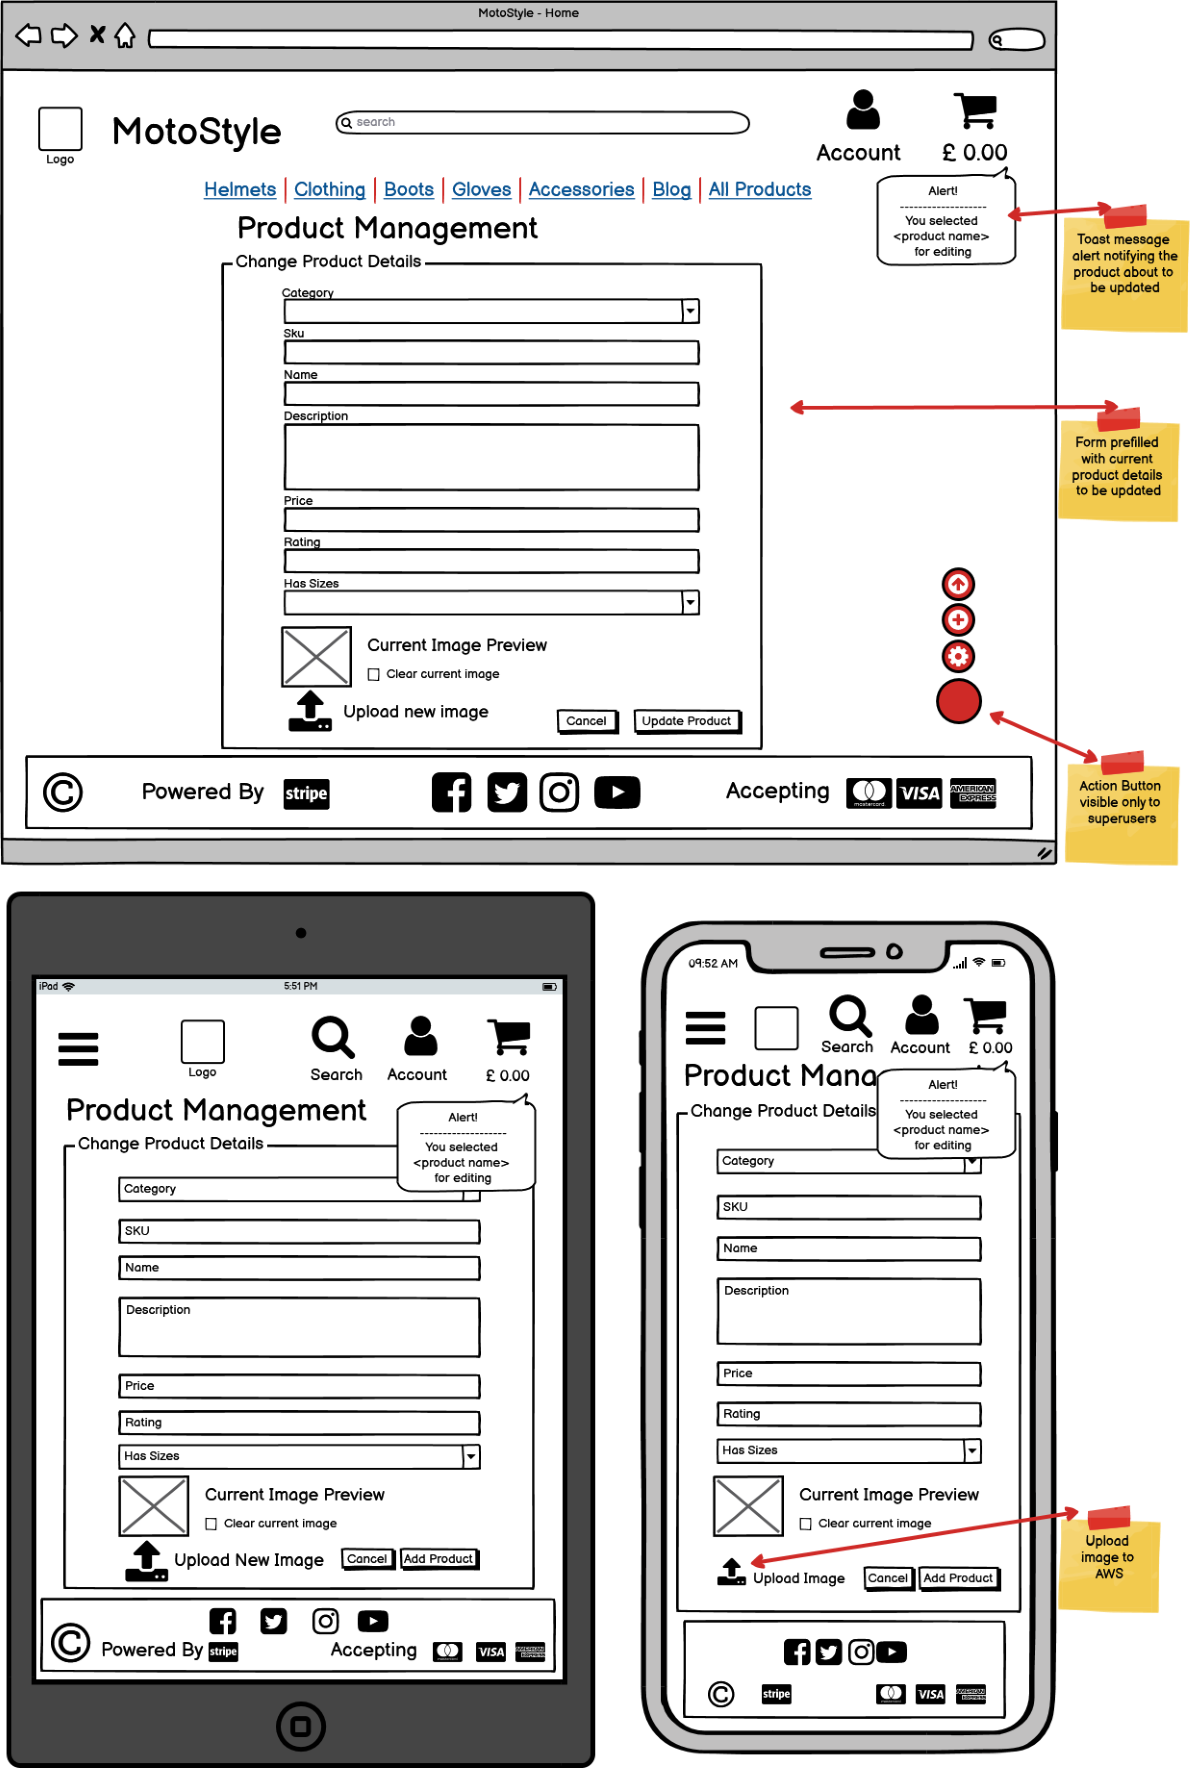 MotoStyle - Home
Logo
MotoStyle
search
Account
£ 0.00
Helmets
Clothing
Boots
Gloves
Accessories
Blog
All Products
Alert!
--------------------
You selected
<product name>
for editing
Toast message
alert notifying the
product about to
be updated
Product Management
Change Product Details
Category
Sku
Name
Description
Price
Rating
Has Sizes
Form prefilled
with current
product details
to be updated
Current Image Preview
Clear current image
Upload new image
Cancel
Update Product
Action Button
visible only to
superusers
©
Powered By
stripe
Accepting
mastercard
VISA
AMERICAN
EXPRESS
iPad
5:51 PM
Logo
Search
Account
£ 0.00
Product Management
Alert!
--------------------
You selected
<product name>
for editing
Change Product Details
Category
SKU
Name
Description
Price
Rating
Has Sizes
Current Image Preview
Clear current image
Upload New Image
Cancel
Add Product
©
Powered By
stripe
Accepting
VISA
AMERICAN
EXPRESS
09:52 AM
Search
Account
£ 0.00
Product Mana
Alert!
--------------------
You selected
<product name>
for editing
Change Product Details
Category
SKU
Name
Description
Price
Rating
Has Sizes
Current Image Preview
Clear current image
Upload Image
Cancel
Add Product
Upload
image to
AWS
©
stripe
VISA
AMERICAN
EXPRESS